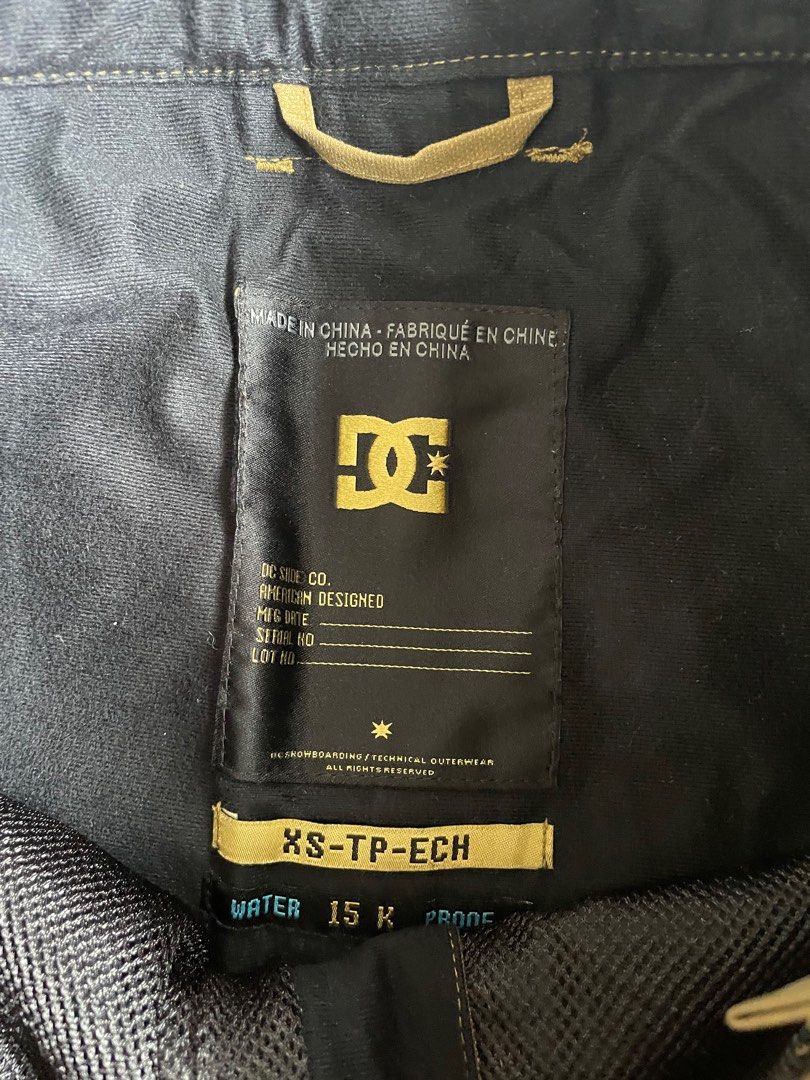 MADE IN CHINA - FABRIQUÉ EN CHINE
HECHO EN CHINA
DC
DC SHOE CO.
AMERICAN DESIGNED
MFG DATE
SERIAL NO
LOT NO
DCSNOWBOARDING/TECHNICAL OUTERWEAR
ALL RIGHTS RESERVED
XS-TP-ECH
WATER 15 K PROOF